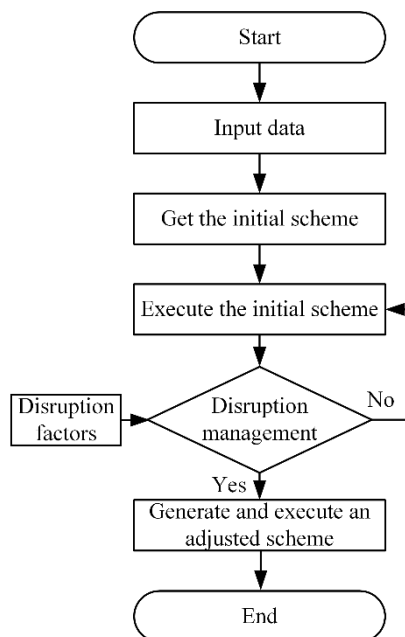 Start
Input data
Get the initial scheme
Execute the initial scheme
Disruption
factors
Disruption
management
No
Yes
Generate and execute an
adjusted scheme
End